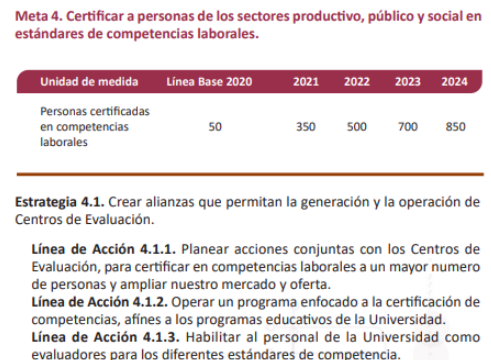 Meta 4. Certificar a personas de los sectores productivo, público y social en
estándares de competencias laborales.
Unidad de medida Línea Base 2020 2021 2022 2023 2024
Personas certificadas
en competencias 50 350 500 700 850
laborales
Estrategia 4.1. Crear alianzas que permitan la generación y la operación de
Centros de Evaluación.
Línea de Acción 4.1.1. Planear acciones conjuntas con los Centros de
Evaluación, para certificar en competencias laborales a un mayor numero
de personas y ampliar nuestro mercado y oferta.
Línea de Acción 4.1.2. Operar un programa enfocado a la certificación de
competencias, afines a los programas educativos de la Universidad.
Línea de Acción 4.1.3. Habilitar al personal de la Universidad como
evaluadores para los diferentes estándares de competencia.